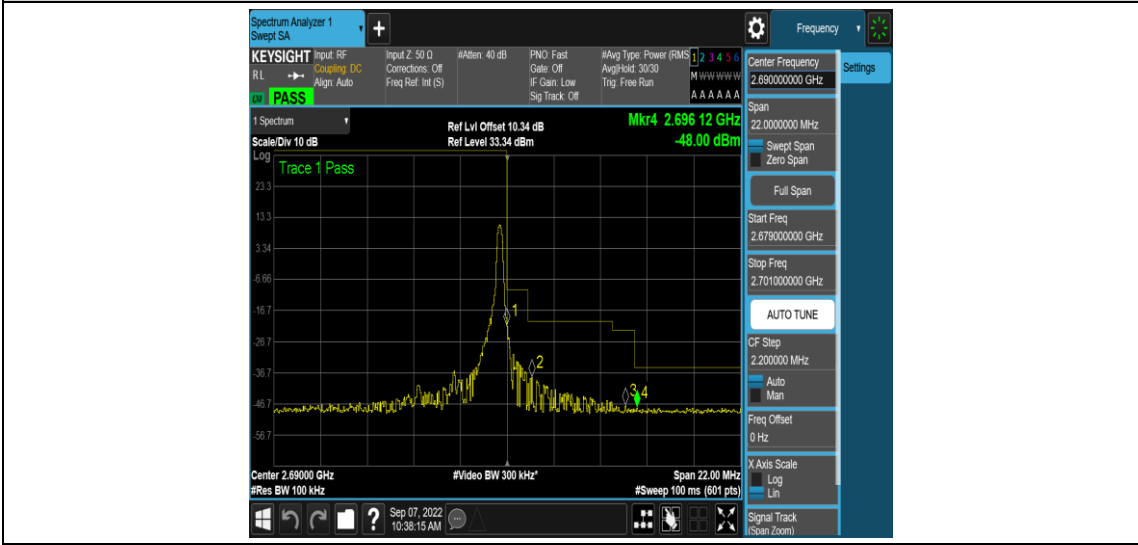 Spectrum Analyzer 1
Swept SA
+
Frequency
KEYSIGHT
RL
PASS
Input: RF
Coupling: DC
Align: Auto
Input Z: 50 Ω
Corrections: Off
Freq Ref: Int (S)
#Atten: 40 dB
PNO: Fast
Gate: Off
IF Gain: Low
Sig Track: Off
#Avg Type: Power (RMS
Avg|Hold: 30/30
Trig: Free Run
1 2 3 4 5 6
M W W W W W
A A A A A A
1 Spectrum
Scale/Div 10 dB
Ref Lvl Offset 10.34 dB
Ref Level 33.34 dBm
Mkr4 2.696 12 GHz
-48.00 dBm
Log
Trace 1 Pass
23.3
13.3
3.34
-6.66
-16.7
-26.7
-36.7
-46.7
-56.7
1
2
3
4
Center 2.69000 GHz
#Res BW 100 kHz
#Video BW 300 kHz*
Span 22.00 MHz
#Sweep 100 ms (601 pts)
?
Sep 07, 2022
10:38:15 AM
Center Frequency
2.690000000 GHz
Settings
Span
22.0000000 MHz
Swept Span
Zero Span
Full Span
Start Freq
2.679000000 GHz
Stop Freq
2.701000000 GHz
AUTO TUNE
CF Step
2.200000 MHz
Auto
Man
Freq Offset
0 Hz
X Axis Scale
Log
Lin
Signal Track
(Span Zoom)